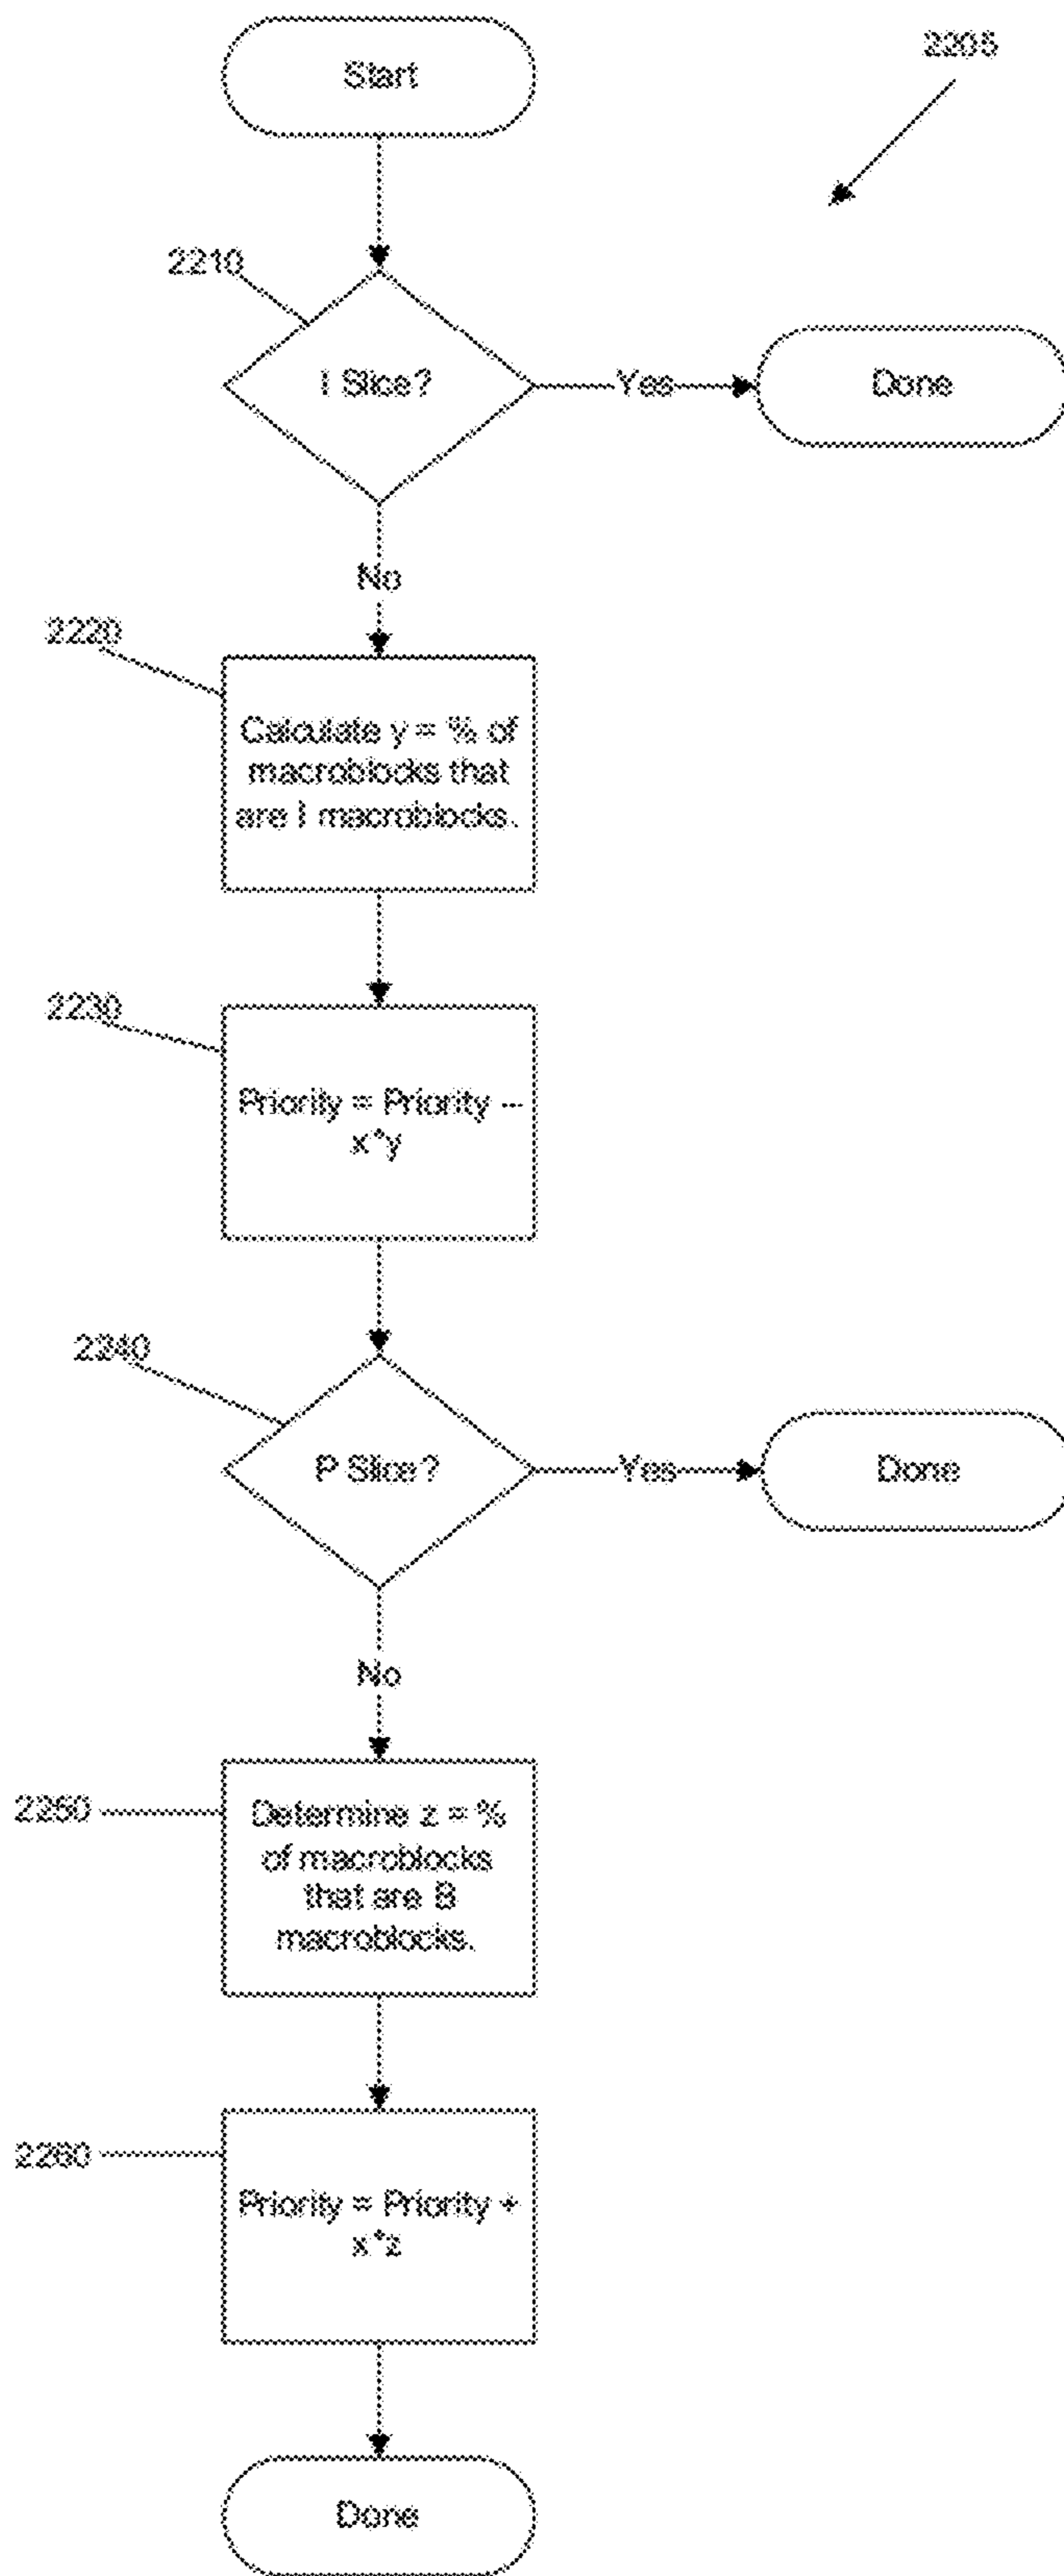 Start
2205
2210
I Slice?
Yes
Done
No
2220
Calculate y = % of
macroblocks that
are I macroblocks.
2230
Priority = Priority –
x*y
2240
P Slice?
Yes
Done
No
2250
Determine z = %
of macroblocks
that are B
macroblocks.
2260
Priority = Priority +
x*z
Done